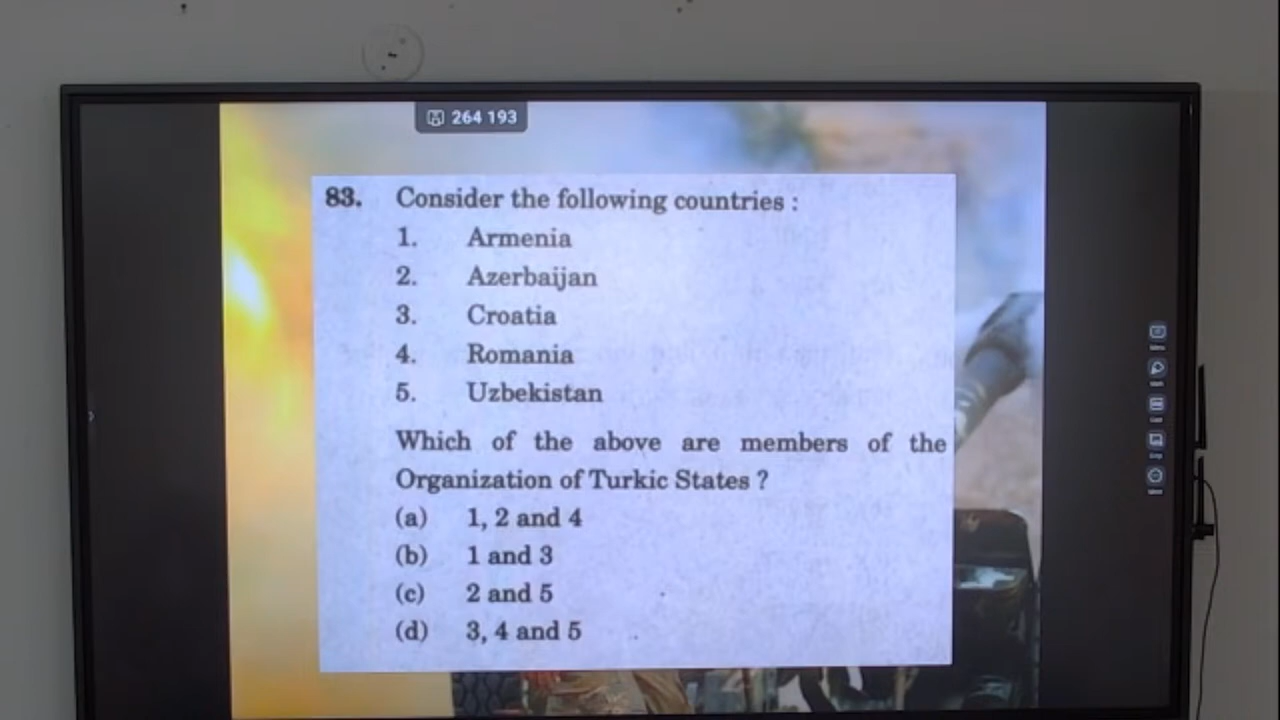 264 193
83. Consider the following countries :
1. Armenia
2. Azerbaijan
3. Croatia
4. Romania
5. Uzbekistan
Which of the above are members of the
Organization of Turkic States ?
(a) 1, 2 and 4
(b) 1 and 3
(c) 2 and 5
(d) 3, 4 and 5